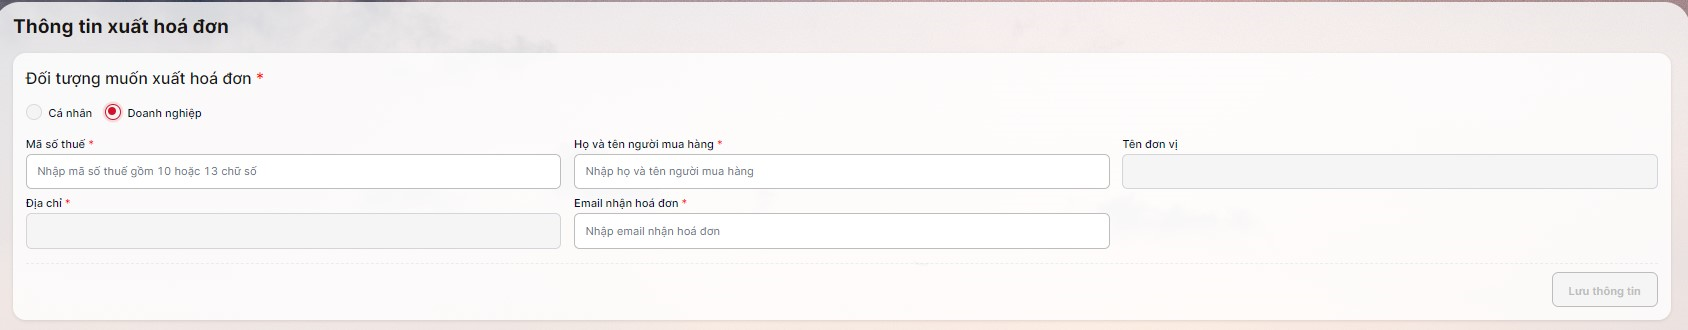 Thông tin xuất hoá đơn
Đối tượng muốn xuất hoá đơn *
Cá nhân Doanh nghiệp
Mã số thuế * Họ và tên người mua hàng * Tên đơn vị
Nhập mã số thuế gồm 10 hoặc 13 chữ số Nhập họ và tên người mua hàng
Địa chỉ * Email nhận hoá đơn *
Nhập email nhận hoá đơn
Lưu thông tin